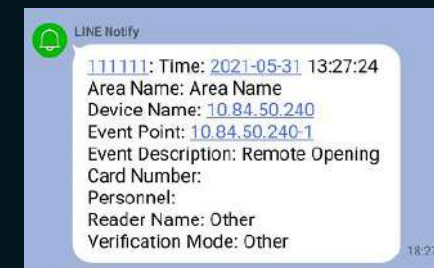 LINE Notify
111111: Time: 2021-05-31 13:27:24
Area Name: Area Name
Device Name: 10.84.50.240
Event Point: 10.84.50.240-1
Event Description: Remote Opening
Card Number:
Personnel:
Reader Name: Other
Verification Mode: Other